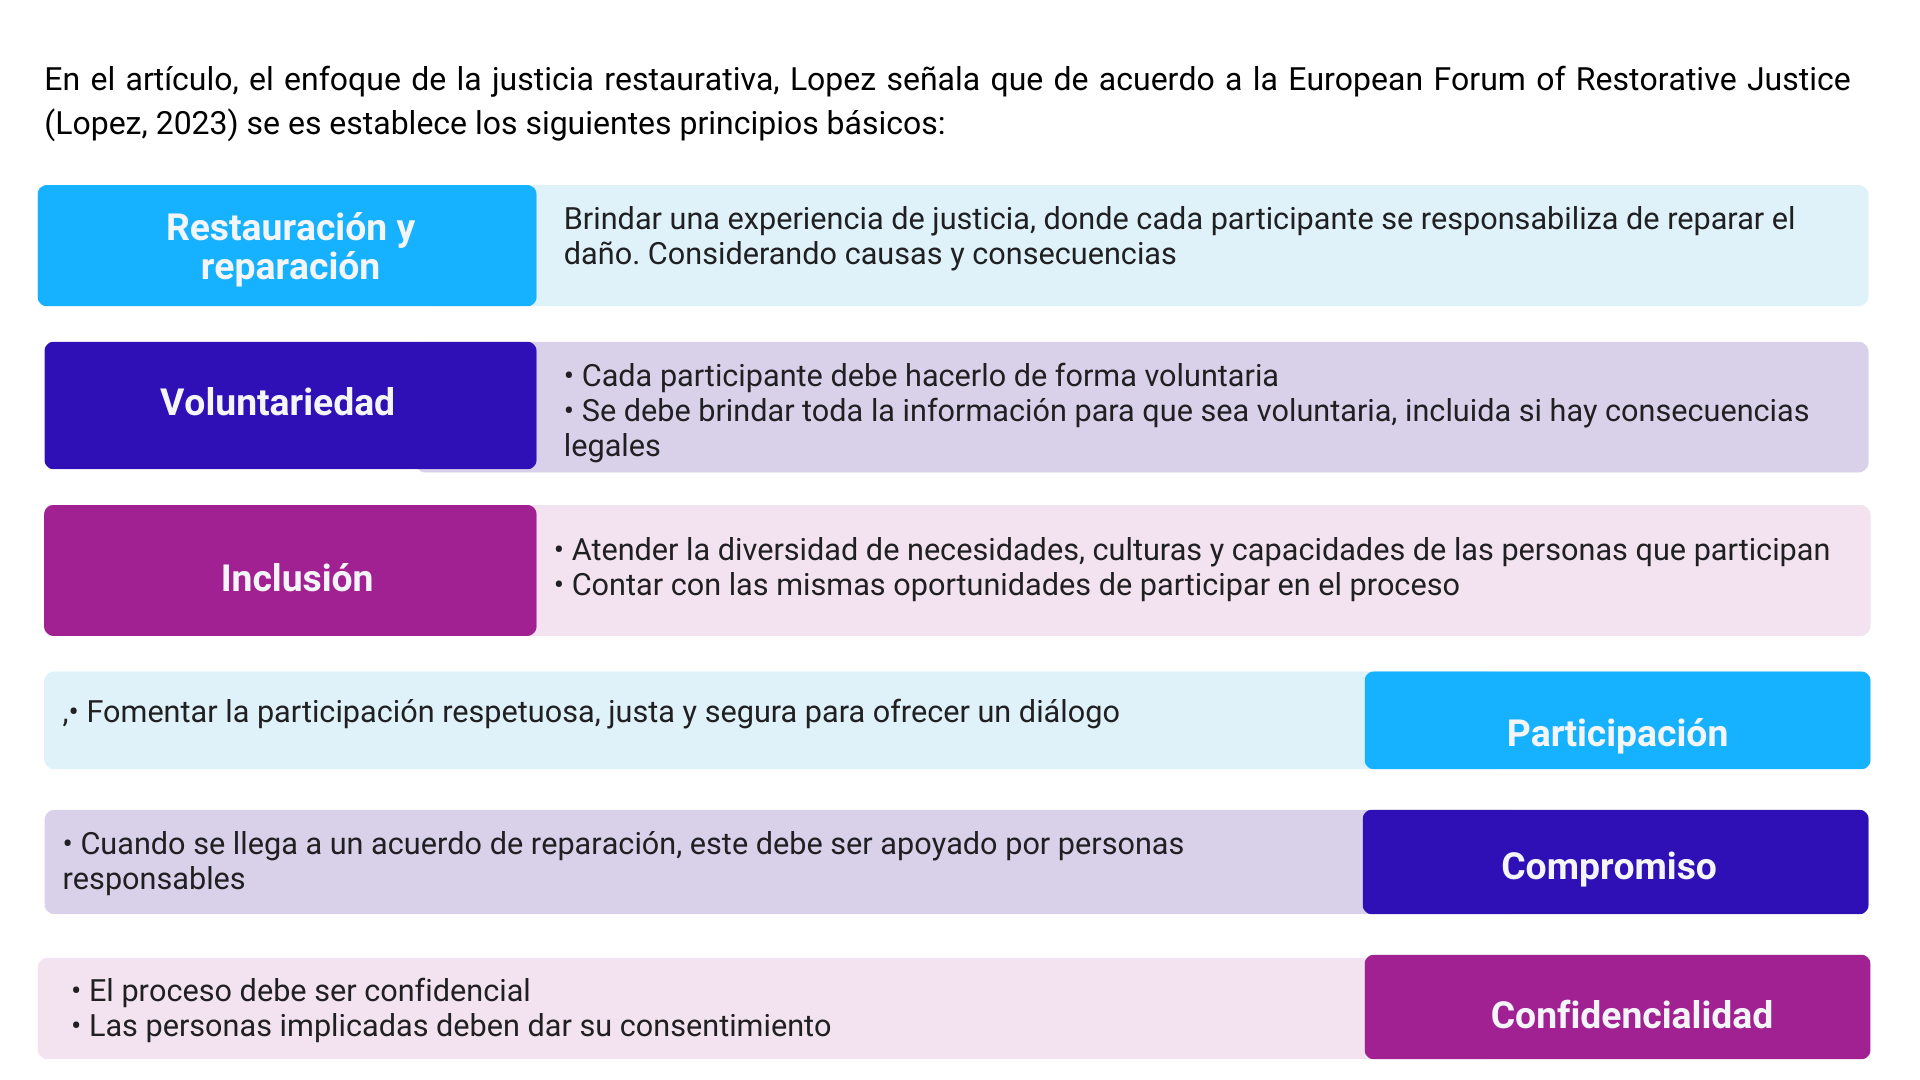 En el artículo, el enfoque de la justicia restaurativa, Lopez señala que de acuerdo a la European Forum of Restorative Justice
(Lopez, 2023) se es establece los siguientes principios básicos:
Restauración y
reparación
Brindar una experiencia de justicia, donde cada participante se responsabiliza de reparar el
daño. Considerando causas y consecuencias
Voluntariedad
• Cada participante debe hacerlo de forma voluntaria
• Se debe brindar toda la información para que sea voluntaria, incluida si hay consecuencias
legales
Inclusión
• Atender la diversidad de necesidades, culturas y capacidades de las personas que participan
• Contar con las mismas oportunidades de participar en el proceso
,• Fomentar la participación respetuosa, justa y segura para ofrecer un diálogo
Participación
• Cuando se llega a un acuerdo de reparación, este debe ser apoyado por personas
responsables
Compromiso
• El proceso debe ser confidencial
• Las personas implicadas deben dar su consentimiento
Confidencialidad